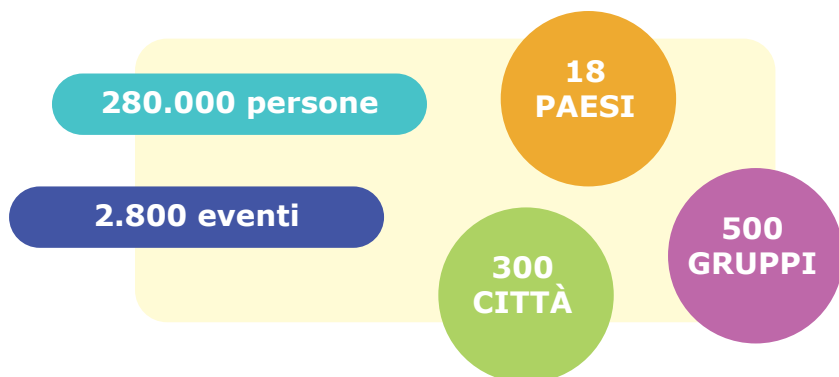 280.000 persone
18
PAESI
2.800 eventi
500
GRUPPI
300
CITTÀ